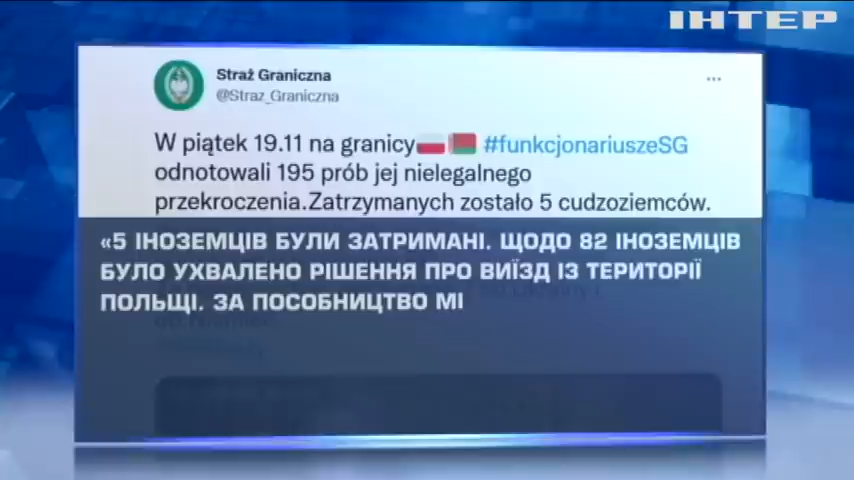 ІНТЕР
Straż Graniczna
@Straz_Graniczna
W piątek 19.11 na granicy #funkcjonariuszeSG
odnotowali 195 prób jej nielegalnego
przekroczenia.Zatrzymanych zostało 5 cudzoziemców.
«5 ІНОЗЕМЦІВ БУЛИ ЗАТРИМАНІ. ЩОДО 82 ІНОЗЕМЦІВ
БУЛО УХВАЛЕНО РІШЕННЯ ПРО ВИЇЗД ІЗ ТЕРИТОРІЇ
ПОЛЬЩІ. ЗА ПОСОБНИЦТВО МІ